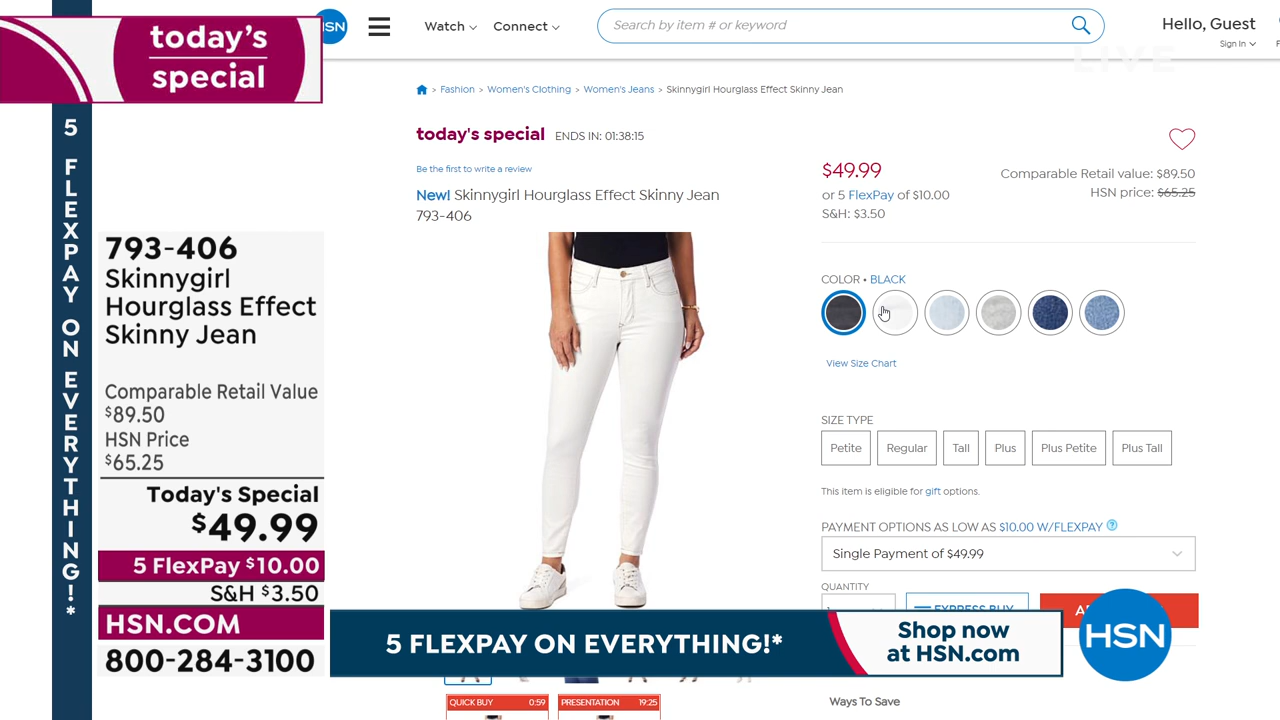 today's
special
5 FLEXPAY ON EVERYTHING!*
793-406
Skinnygirl
Hourglass Effect
Skinny Jean
Comparable Retail Value
$89.50
HSN Price
$65.25
Today's Special
$49.99
5 FlexPay $10.00
S&H $3.50
HSN.COM
800-284-3100
HSN
Watch
Connect
Search by item # or keyword
Hello, Guest
Sign In
LIVE
> Fashion > Women's Clothing > Women's Jeans > Skinnygirl Hourglass Effect Skinny Jean
today's special ENDS IN: 01:38:15
Be the first to write a review
New! Skinnygirl Hourglass Effect Skinny Jean
793-406
$49.99
or 5 FlexPay of $10.00
S&H: $3.50
Comparable Retail value: $89.50
HSN price: $65.25
COLOR • BLACK
View Size Chart
SIZE TYPE
Petite Regular Tall Plus Plus Petite Plus Tall
This item is eligible for gift options.
PAYMENT OPTIONS AS LOW AS $10.00 W/FLEXPAY ?
Single Payment of $49.99
QUANTITY
EXPRESS BUY
5 FLEXPAY ON EVERYTHING!*
Shop now
at HSN.com
HSN
QUICK BUY 0:59
PRESENTATION 19:25
Ways To Save